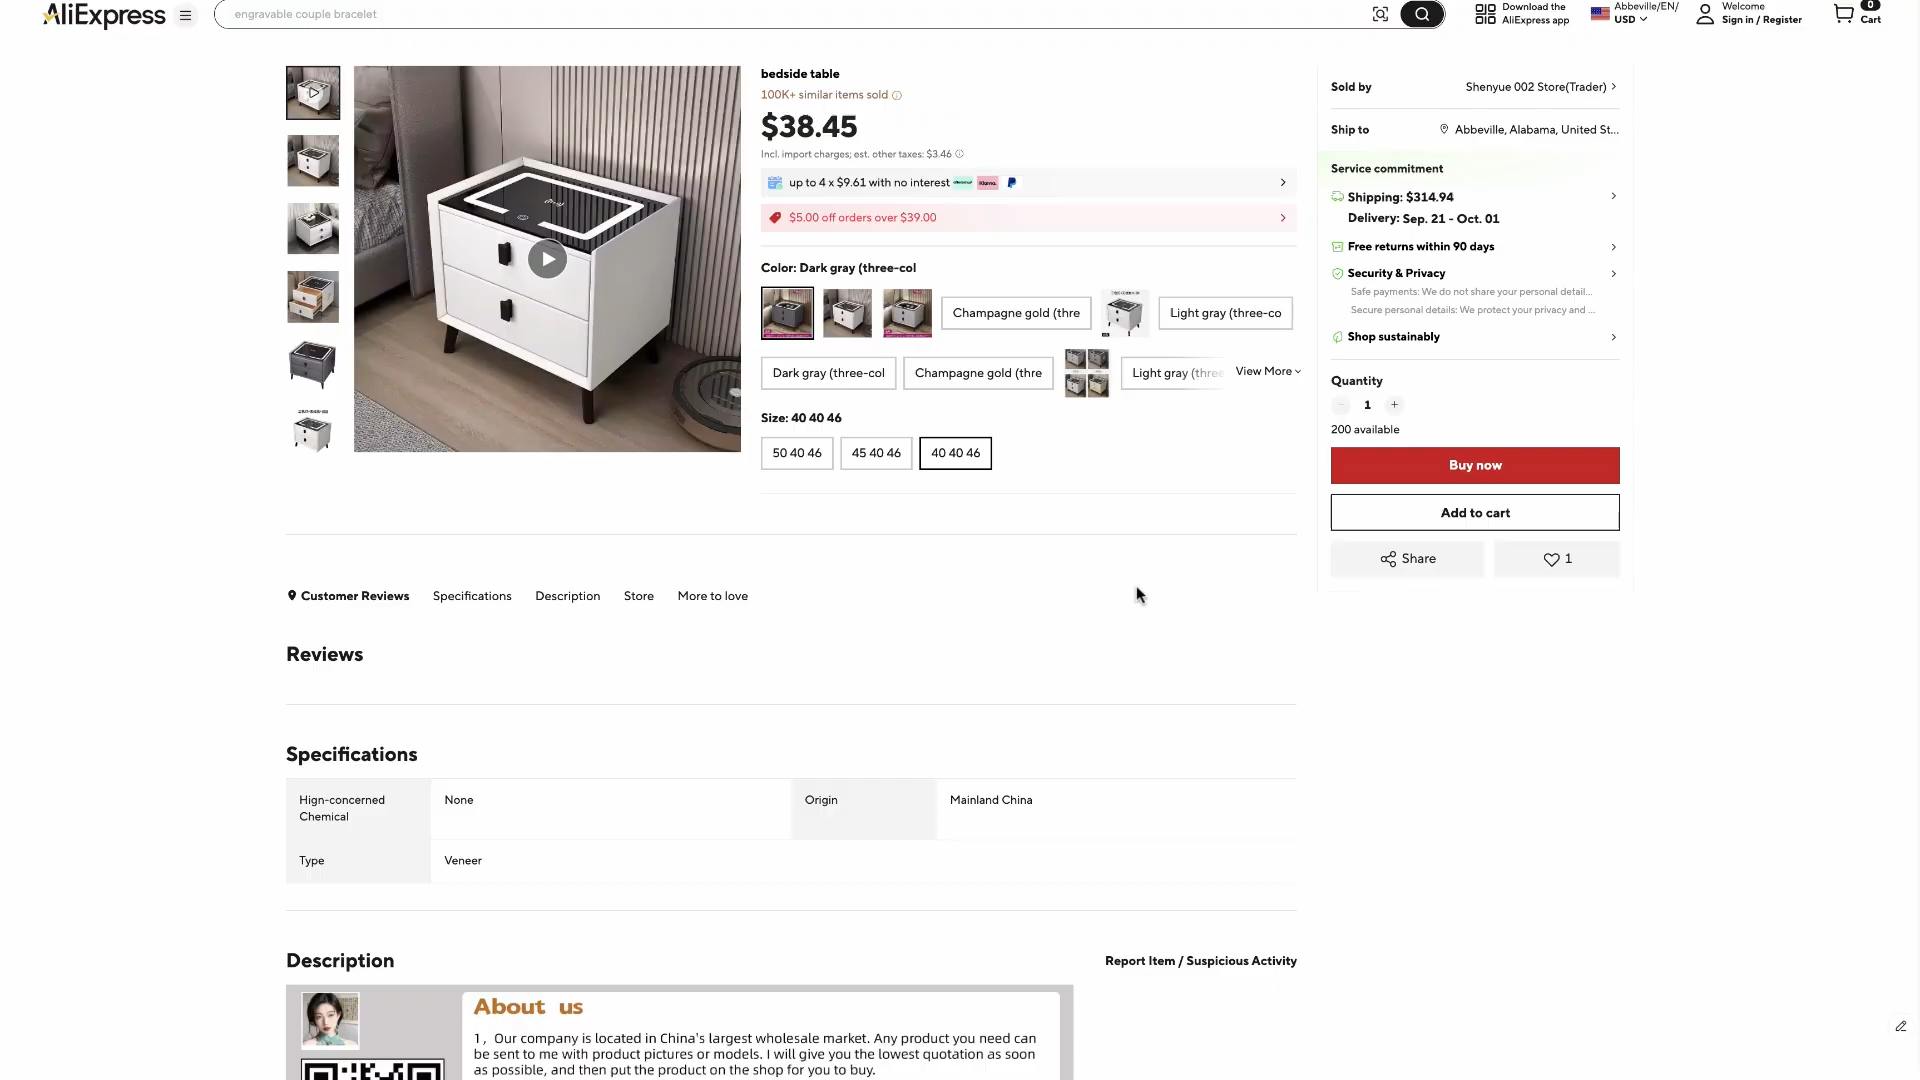 AliExpress
engravable couple bracelet
Download the
AliExpress app
Abbeville/EN/
USD
Welcome
Sign in / Register
0
Cart
bedside table
100K+ similar items sold
$38.45
Incl. import charges; est. other taxes: $3.46
up to 4 x $9.61 with no interest
Klarna.
$5.00 off orders over $39.00
Color: Dark gray (three-col
Champagne gold (thre
Light gray (three-co
Dark gray (three-col
Champagne gold (thre
Light gray (three
View More
Size: 40 40 46
50 40 46
45 40 46
40 40 46
Sold by
Shenyue 002 Store(Trader)
Ship to
Abbeville, Alabama, United St...
Service commitment
Shipping: $314.94
Delivery: Sep. 21 - Oct. 01
Free returns within 90 days
Security & Privacy
Safe payments: We do not share your personal detail...
Secure personal details: We protect your privacy and ...
Shop sustainably
Quantity
1
200 available
Buy now
Add to cart
Share
1
Customer Reviews
Specifications
Description
Store
More to love
Reviews
Specifications
Hign-concerned
Chemical
None
Origin
Mainland China
Type
Veneer
Description
Report Item / Suspicious Activity
About us
1, Our company is located in China's largest wholesale market. Any product you need can
be sent to me with product pictures or models. I will give you the lowest quotation as soon
as possible, and then put the product on the shop for you to buy.